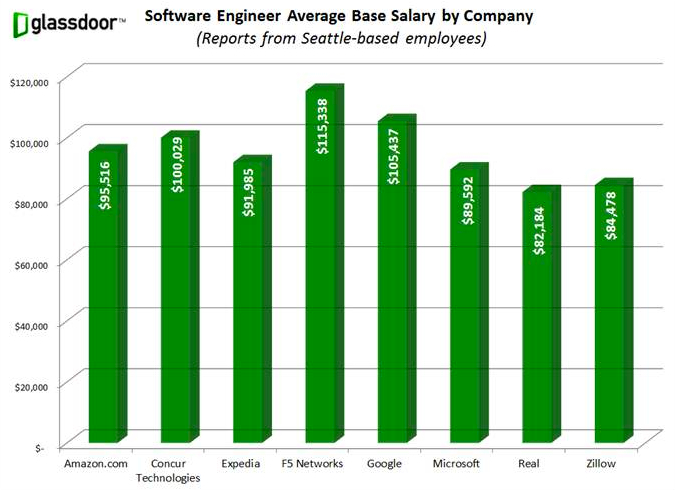 glassdoor™
Software Engineer Average Base Salary by Company
(Reports from Seattle-based employees)
$120,000
$100,000
$80,000
$60,000
$40,000
$20,000
$-
$95,516
$100,029
$91,985
$115,338
$105,437
$89,592
$82,184
$84,478
Amazon.com
Concur
Technologies
Expedia
F5 Networks
Google
Microsoft
Real
Zillow